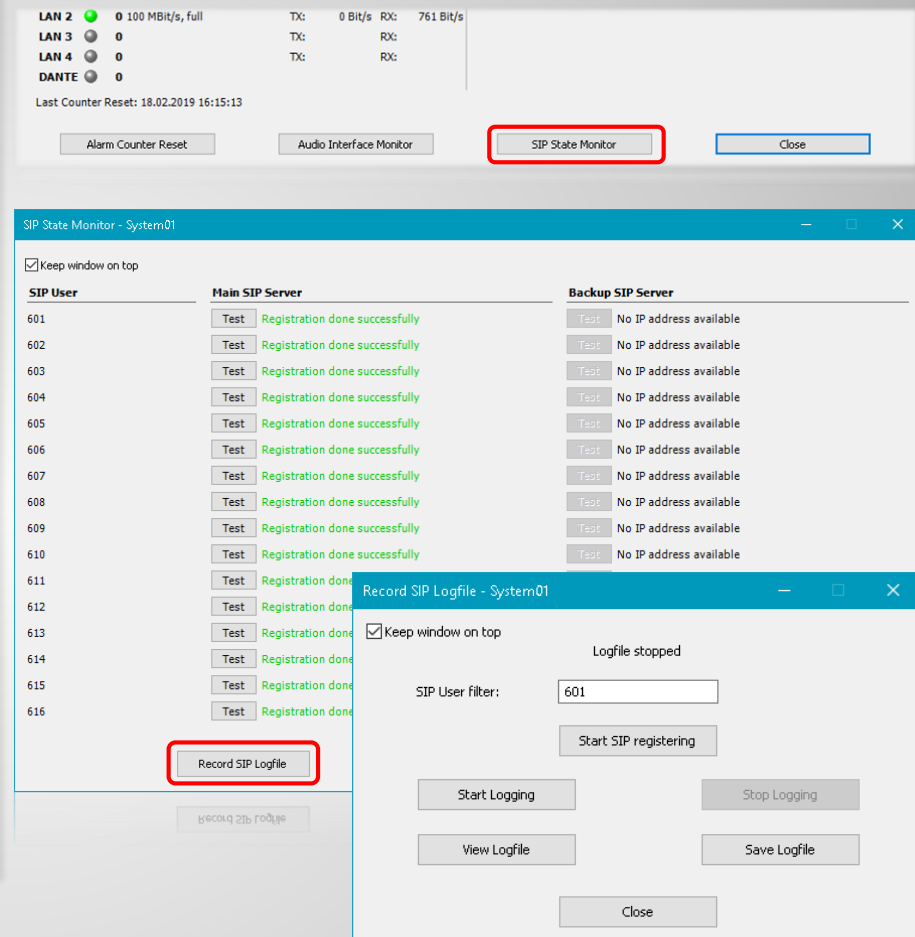 LAN 2 0 100 MBit/s, full TX: 0 Bit/s RX: 761 Bit/s
LAN 3 0 TX: RX:
LAN 4 0 TX: RX:
DANTE 0
Last Counter Reset: 18.02.2019 16:15:13
Alarm Counter Reset Audio Interface Monitor SIP State Monitor Close
SIP State Monitor - System01
Keep window on top
SIP User Main SIP Server Backup SIP Server
601 Test Registration done successfully Test No IP address available
602 Test Registration done successfully Test No IP address available
603 Test Registration done successfully Test No IP address available
604 Test Registration done successfully Test No IP address available
605 Test Registration done successfully Test No IP address available
606 Test Registration done successfully Test No IP address available
607 Test Registration done successfully Test No IP address available
608 Test Registration done successfully Test No IP address available
609 Test Registration done successfully Test No IP address available
610 Test Registration done successfully Test No IP address available
611 Test Registration done
612 Test Registration done
613 Test Registration done
614 Test Registration done
615 Test Registration done
616 Test Registration done
Record SIP Logfile
Record SIP Logfile
Record SIP Logfile - System01
Keep window on top
Logfile stopped
SIP User filter: 601
Start SIP registering
Start Logging Stop Logging
View Logfile Save Logfile
Close